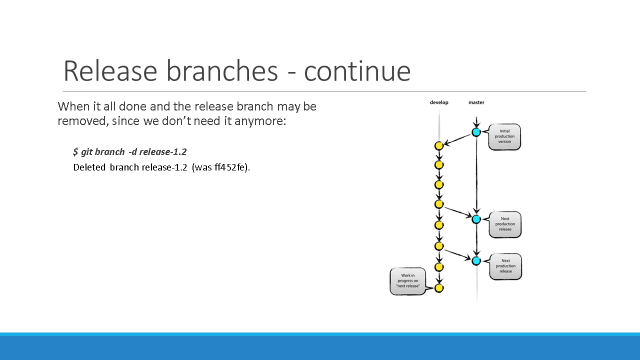 Release branches - continue
When it all done and the release branch may be
removed, since we don't need it anymore:
$ git branch -d release-1.2
Deleted branch release-1.2 (was ff452fe).
develop master
Initial
production
version
Next
production
release
Next
production
release
Work in
progress on
"next release"